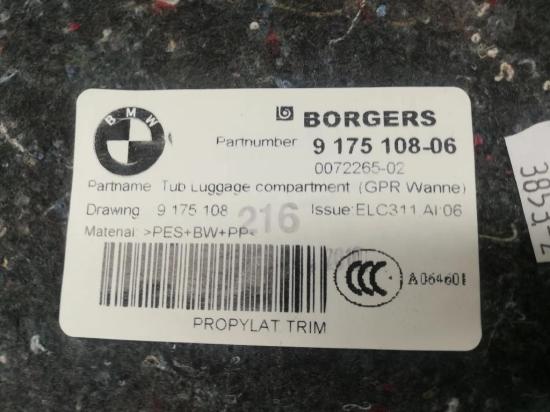 BMW
BORGERS
Partnumber 9 175 108-06
0072265-02
Partname Tub Luggage compartment (GPR Wanne)
Drawing 9 175 108 216 Issue:ELC311 AI:06
Material: >PES+BW+PP<
CCC A064601
PROPYLAT TRIM